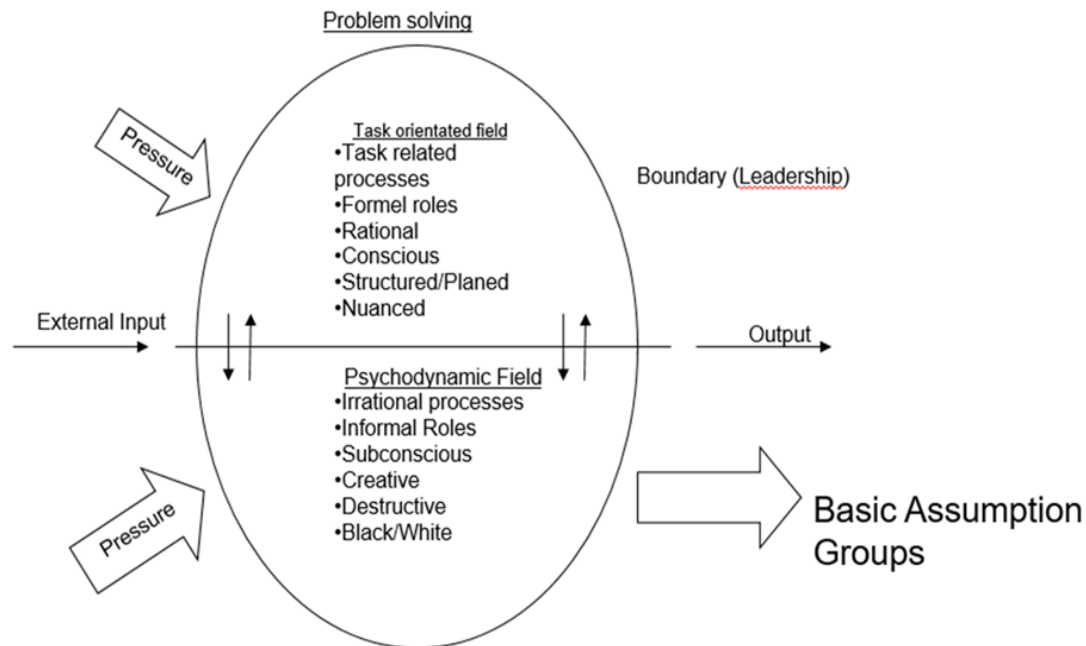 Problem solving
Pressure
Task orientated field
•Task related
processes
•Formel roles
•Rational
•Conscious
•Structured/Planed
•Nuanced
Boundary (Leadership)
External Input
Output
Psychodynamic Field
•Irrational processes
•Informal Roles
•Subconscious
•Creative
•Destructive
•Black/White
Pressure
Basic Assumption
Groups